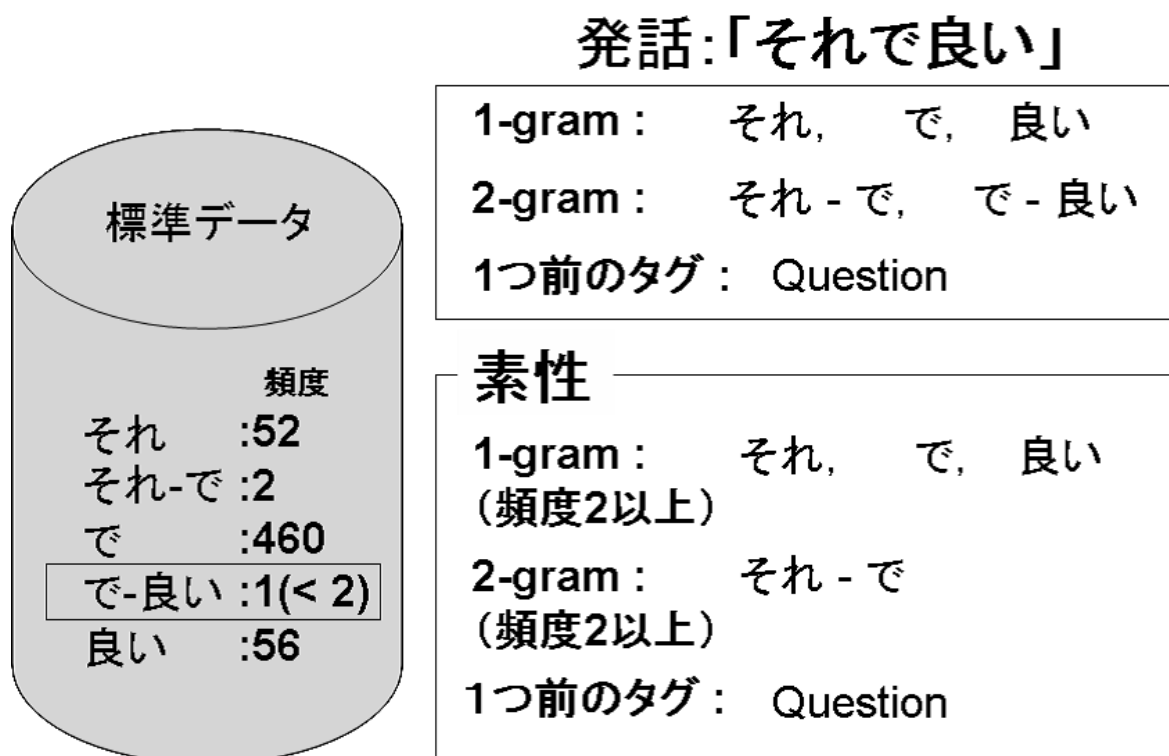 発話:「それで良い」
1-gram : それ, で, 良い
2-gram : それ - で, で - 良い
1つ前のタグ : Question
標準データ
頻度
それ :52
それ-で :2
で :460
で-良い :1(< 2)
良い :56
素性
1-gram : それ, で, 良い
(頻度2以上)
2-gram : それ - で
(頻度2以上)
1つ前のタグ : Question